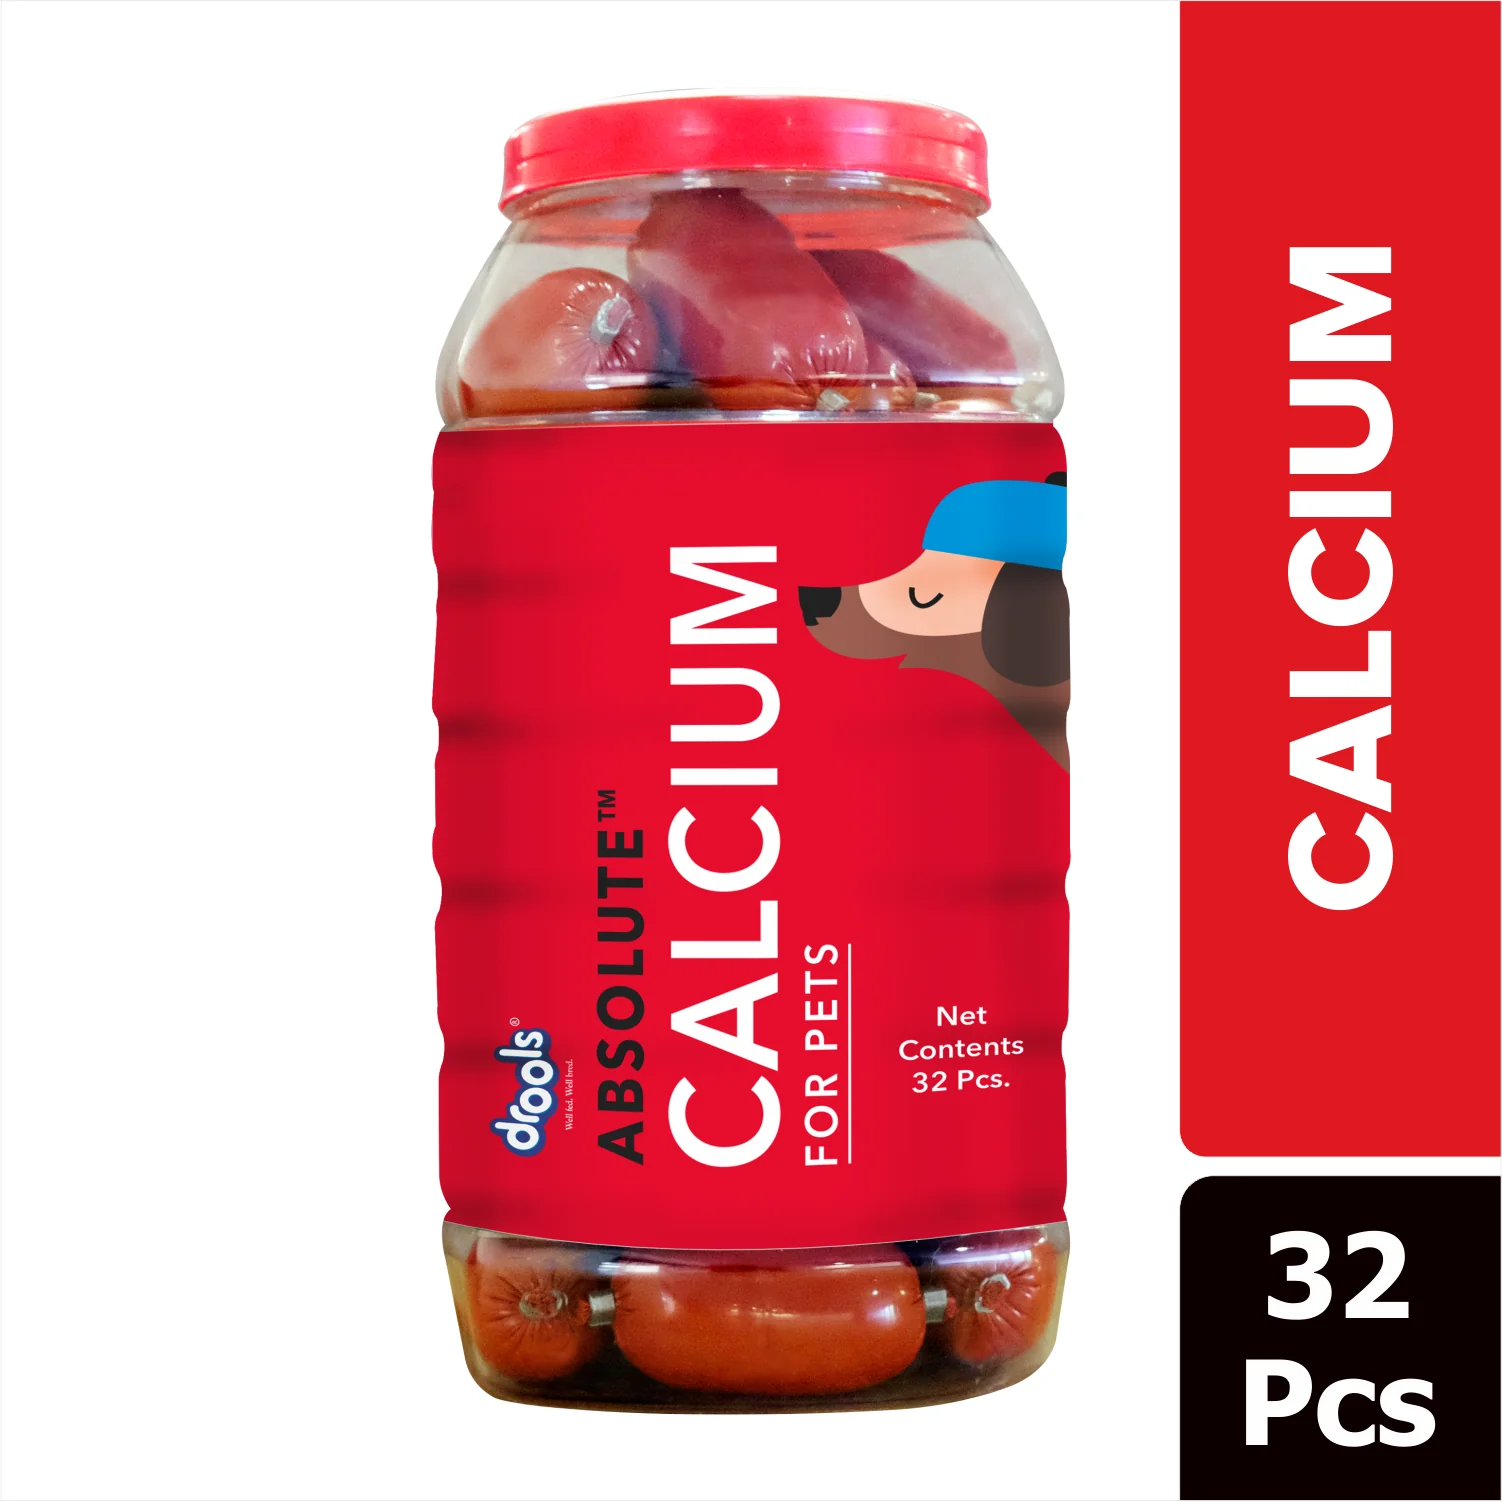 drools®
Well fed. Well bred.
ABSOLUTE™
CALCIUM
FOR PETS
Net
Contents
32 Pcs.
CALCIUM
32
Pcs